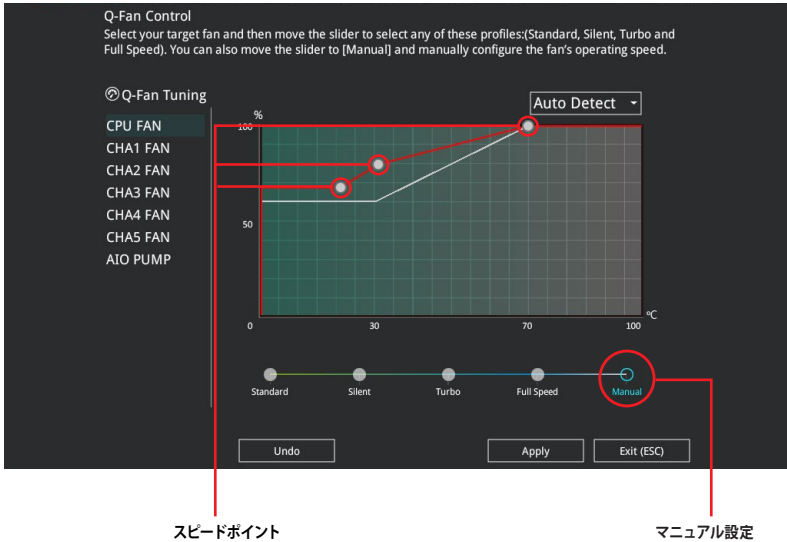 Q-Fan Control
Select your target fan and then move the slider to select any of these profiles:(Standard, Silent, Turbo and
Full Speed). You can also move the slider to [Manual] and manually configure the fan's operating speed.
Q-Fan Tuning
CPU FAN
CHA1 FAN
CHA2 FAN
CHA3 FAN
CHA4 FAN
CHA5 FAN
AIO PUMP
Auto Detect
%
100
50
0 30 70 100
ºC
Standard Silent Turbo Full Speed Manual
Undo Apply Exit (ESC)
スピードポイント マニュアル設定